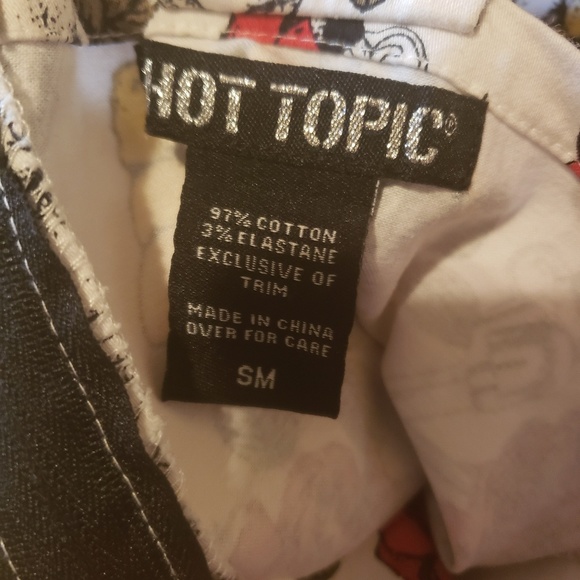 HOT TOPIC®
97% COTTON
3% ELASTANE
EXCLUSIVE OF
TRIM
MADE IN CHINA
OVER FOR CARE
SM